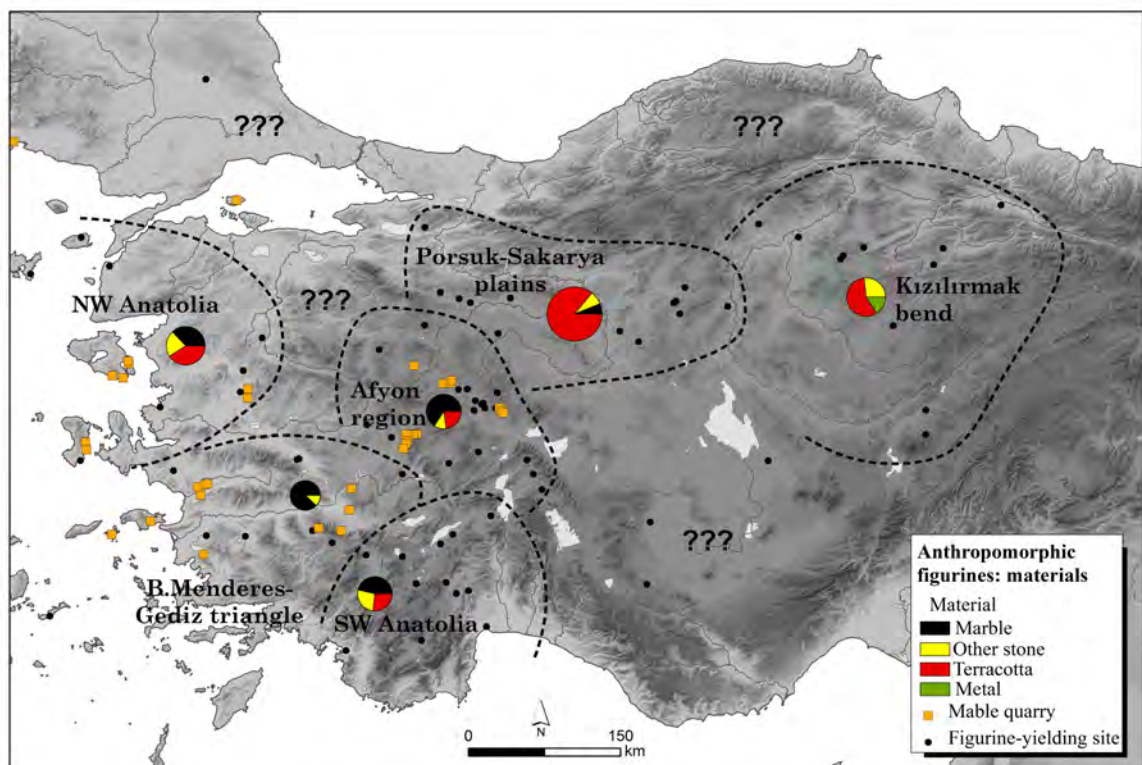 ???
???
Porsuk-Sakarya
plains
Kızılırmak
bend
NW Anatolia
???
Afyon
region
???
B.Menderes-
Gediz triangle
SW Anatolia
N
0
150
km
Anthropomorphic
figurines: materials
Material
Marble
Other stone
Terracotta
Metal
Mable quarry
Figurine-yielding site